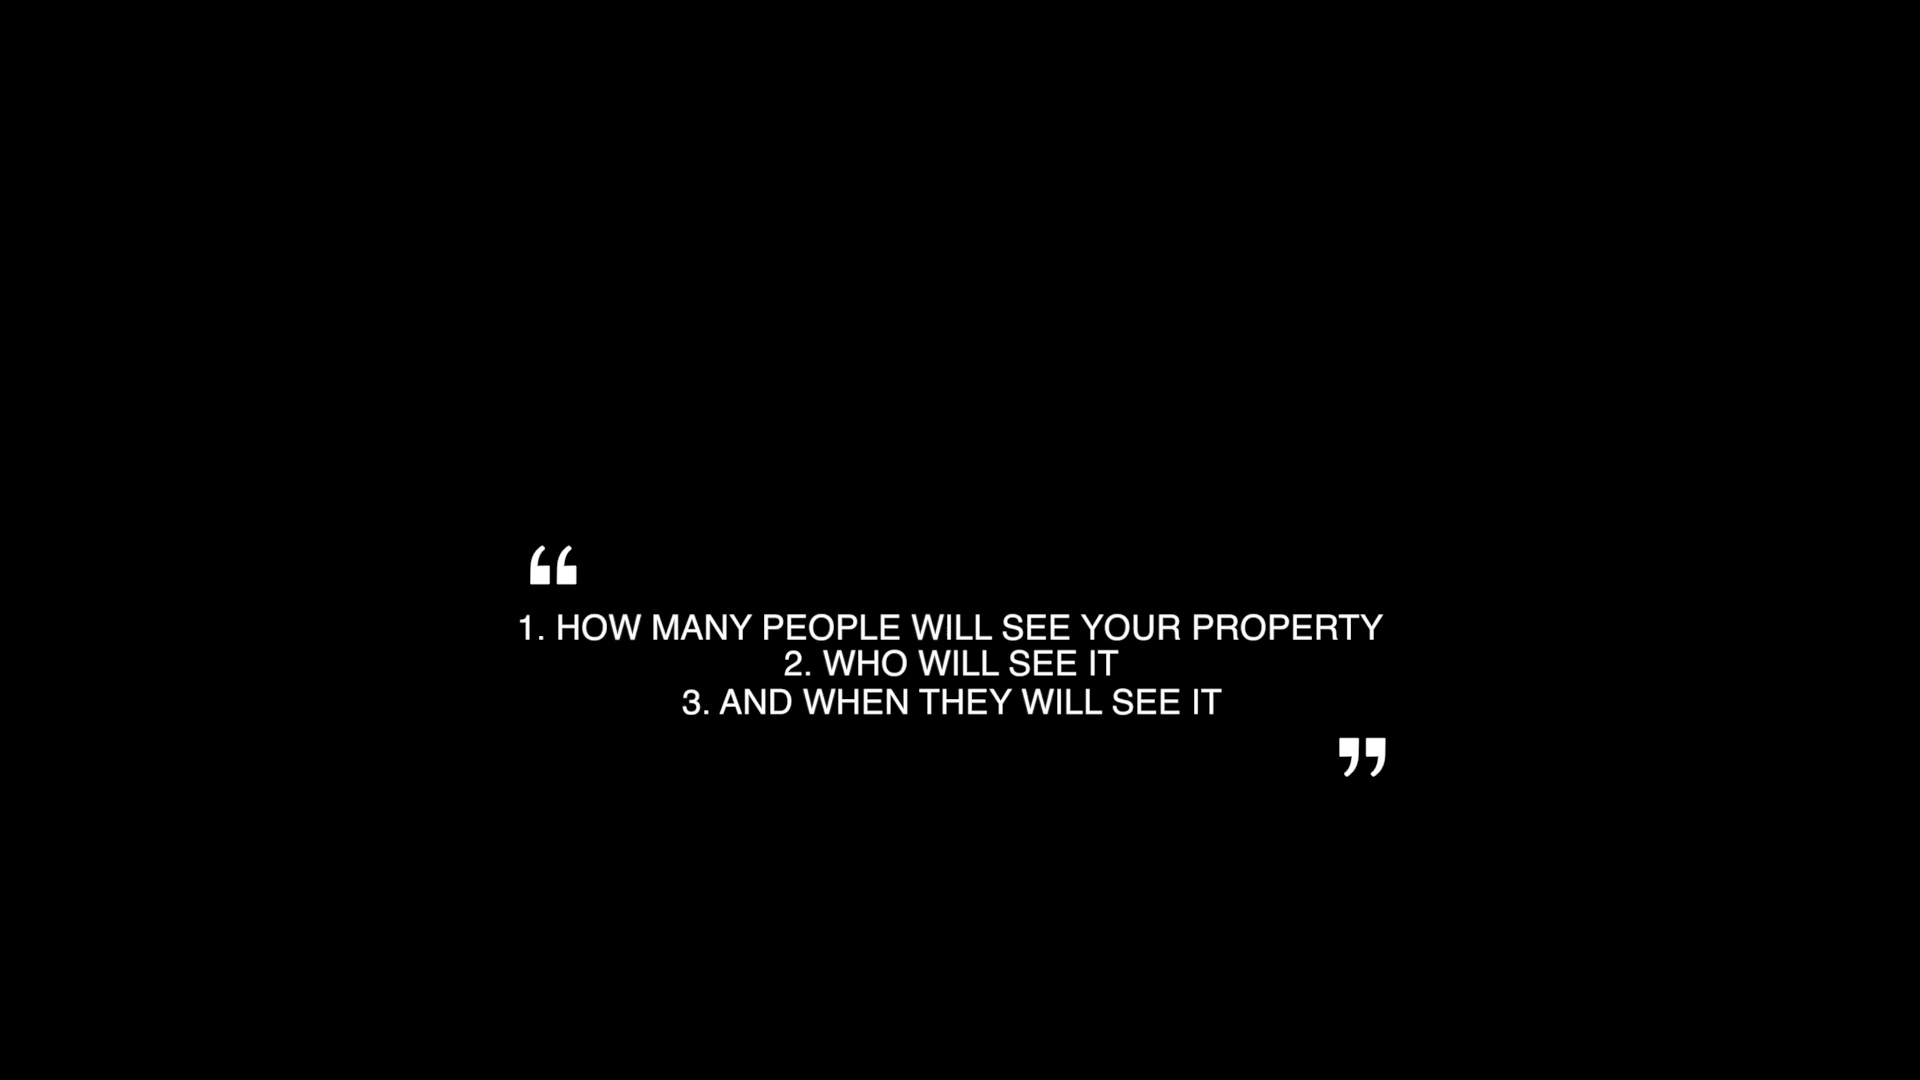 “
1. HOW MANY PEOPLE WILL SEE YOUR PROPERTY
2. WHO WILL SEE IT
3. AND WHEN THEY WILL SEE IT
”